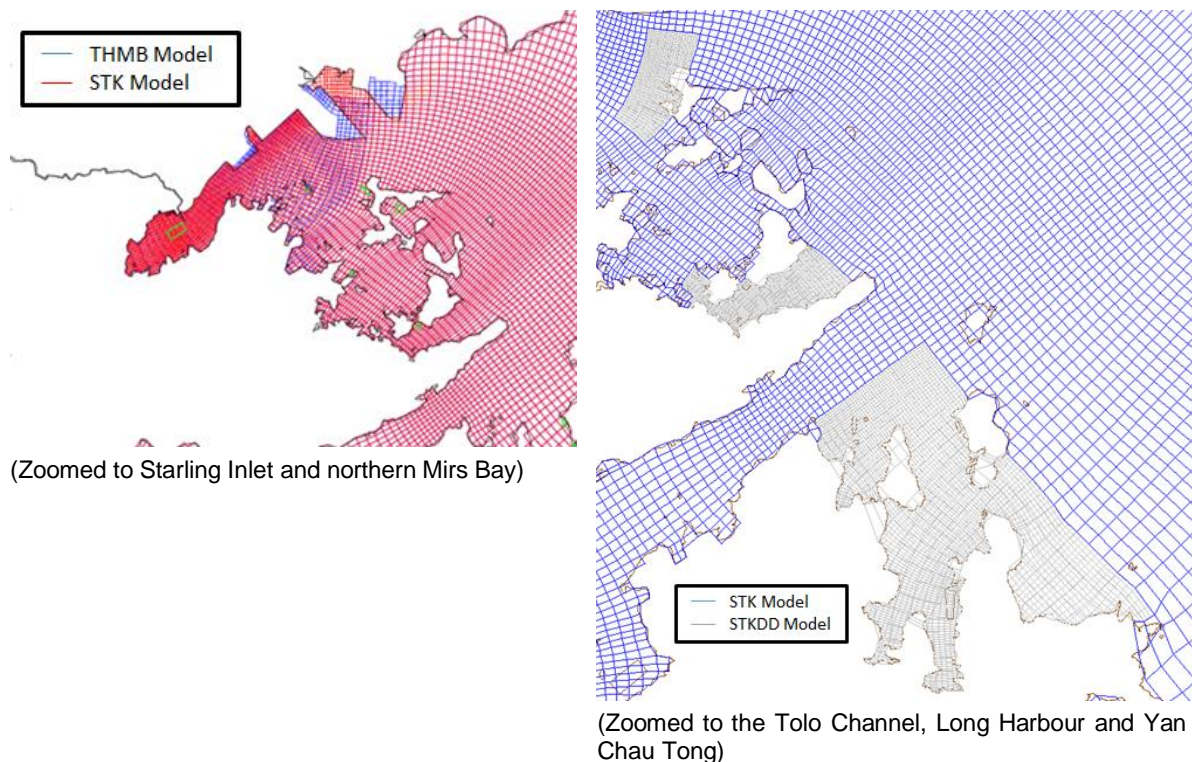 THMB Model
STK Model
(Zoomed to Starling Inlet and northern Mirs Bay)
STK Model
STKDD Model
(Zoomed to the Tolo Channel, Long Harbour and Yan
Chau Tong)